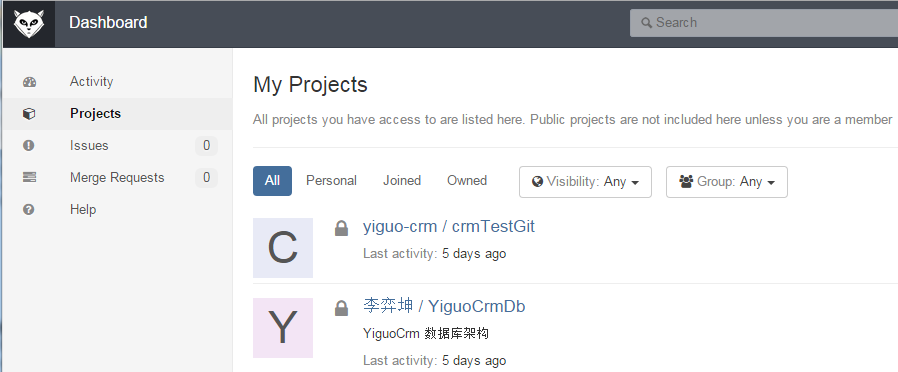 Dashboard
Search
Activity
Projects
Issues 0
Merge Requests 0
Help
My Projects
All projects you have access to are listed here. Public projects are not included here unless you are a member
All Personal Joined Owned Visibility: Any Group: Any
C
yiguo-crm / crmTestGit
Last activity: 5 days ago
Y
李弈坤 / YiguoCrmDb
YiguoCrm 数据库架构
Last activity: 5 days ago